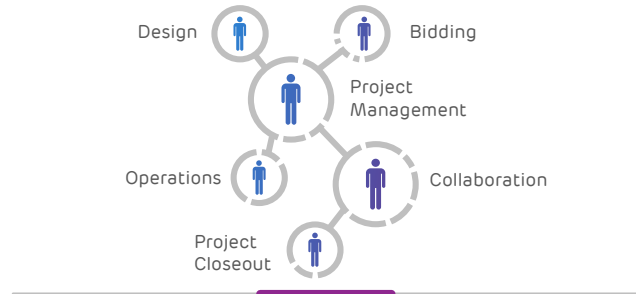 Design
Bidding
Project
Management
Operations
Collaboration
Project
Closeout